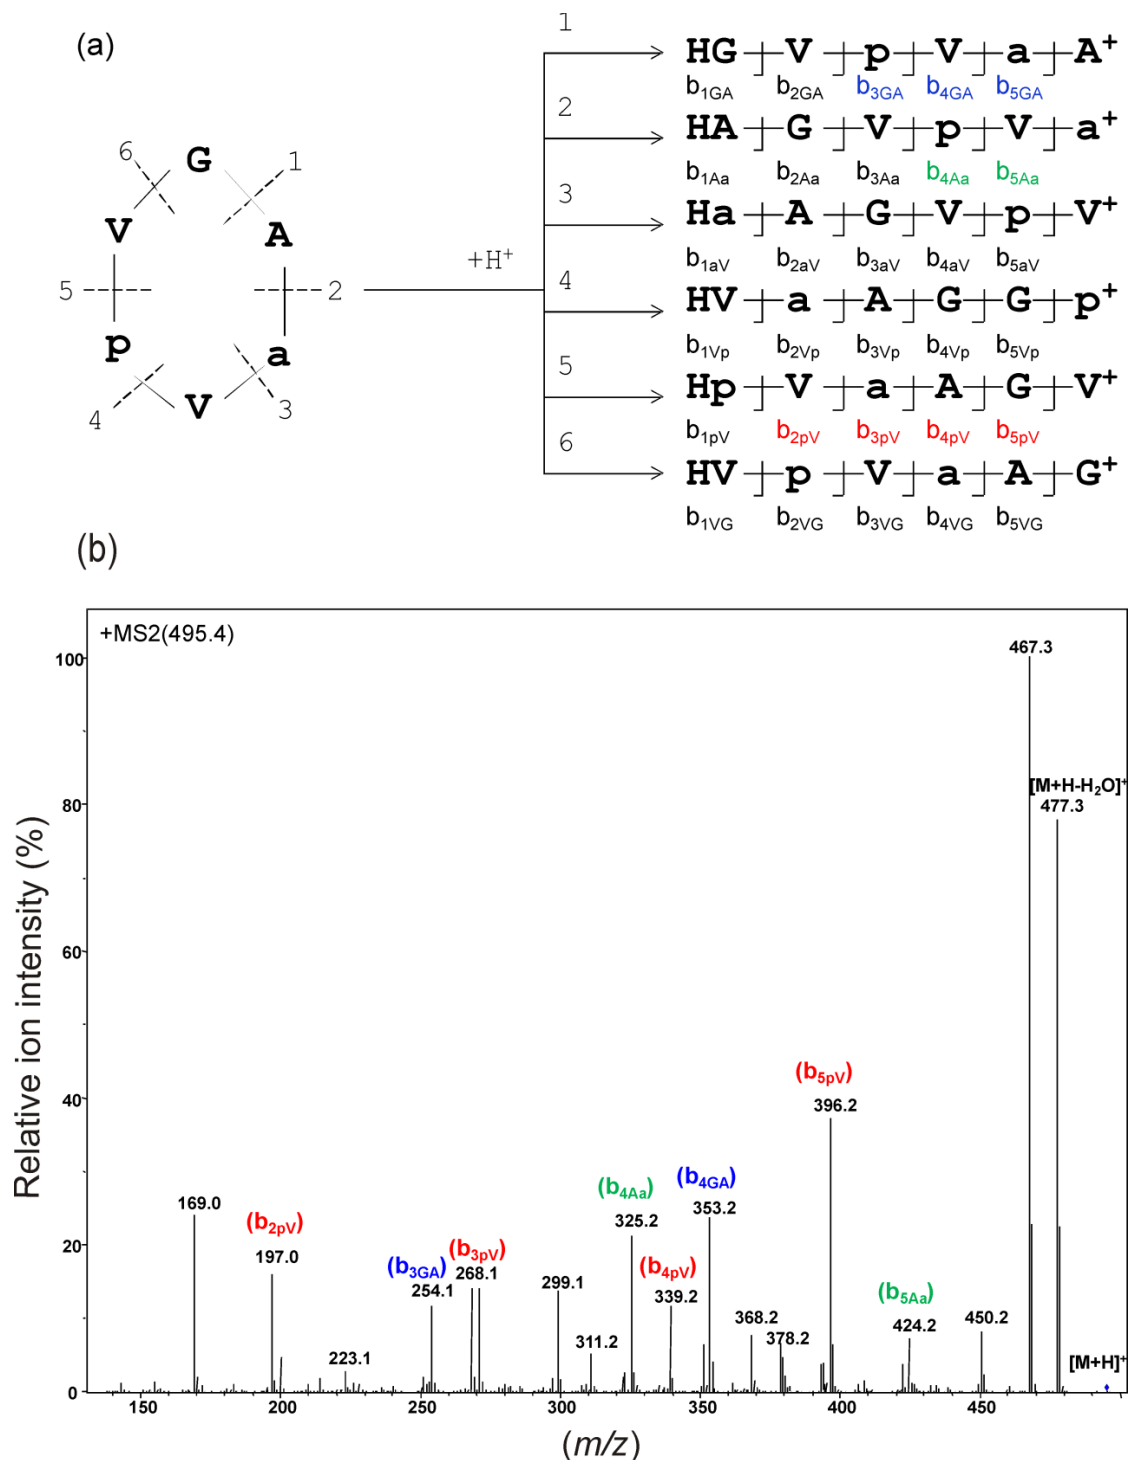 (a)
1
HG V p V a A+
b1GA b2GA b3GA b4GA b5GA
2
HA G V p V a+
b1Aa b2Aa b3Aa b4Aa b5Aa
3
Ha A G V p V+
b1aV b2aV b3aV b4aV b5aV
4
HV a A G G p+
b1Vp b2Vp b3Vp b4Vp b5Vp
5
Hp V a A G V+
b1pV b2pV b3pV b4pV b5pV
6
HV p V a A G+
b1VG b2VG b3VG b4VG b5VG
+H+
6 G 1
V A
5 2
p a
4 V 3
(b)
+MS2(495.4)
Relative ion intensity (%)
100
80
60
40
20
0
467.3
[M+H-H2O]+
477.3
(b5pV)
396.2
(b4Aa)
325.2
(b4GA)
353.2
169.0
(b2pV)
197.0
223.1
(b3GA)
254.1
(b3pV)
268.1
299.1
311.2
(b4pV)
339.2
368.2
378.2
(b5Aa)
424.2
450.2
[M+H]+
150 200 250 300 350 400 450
(m/z)